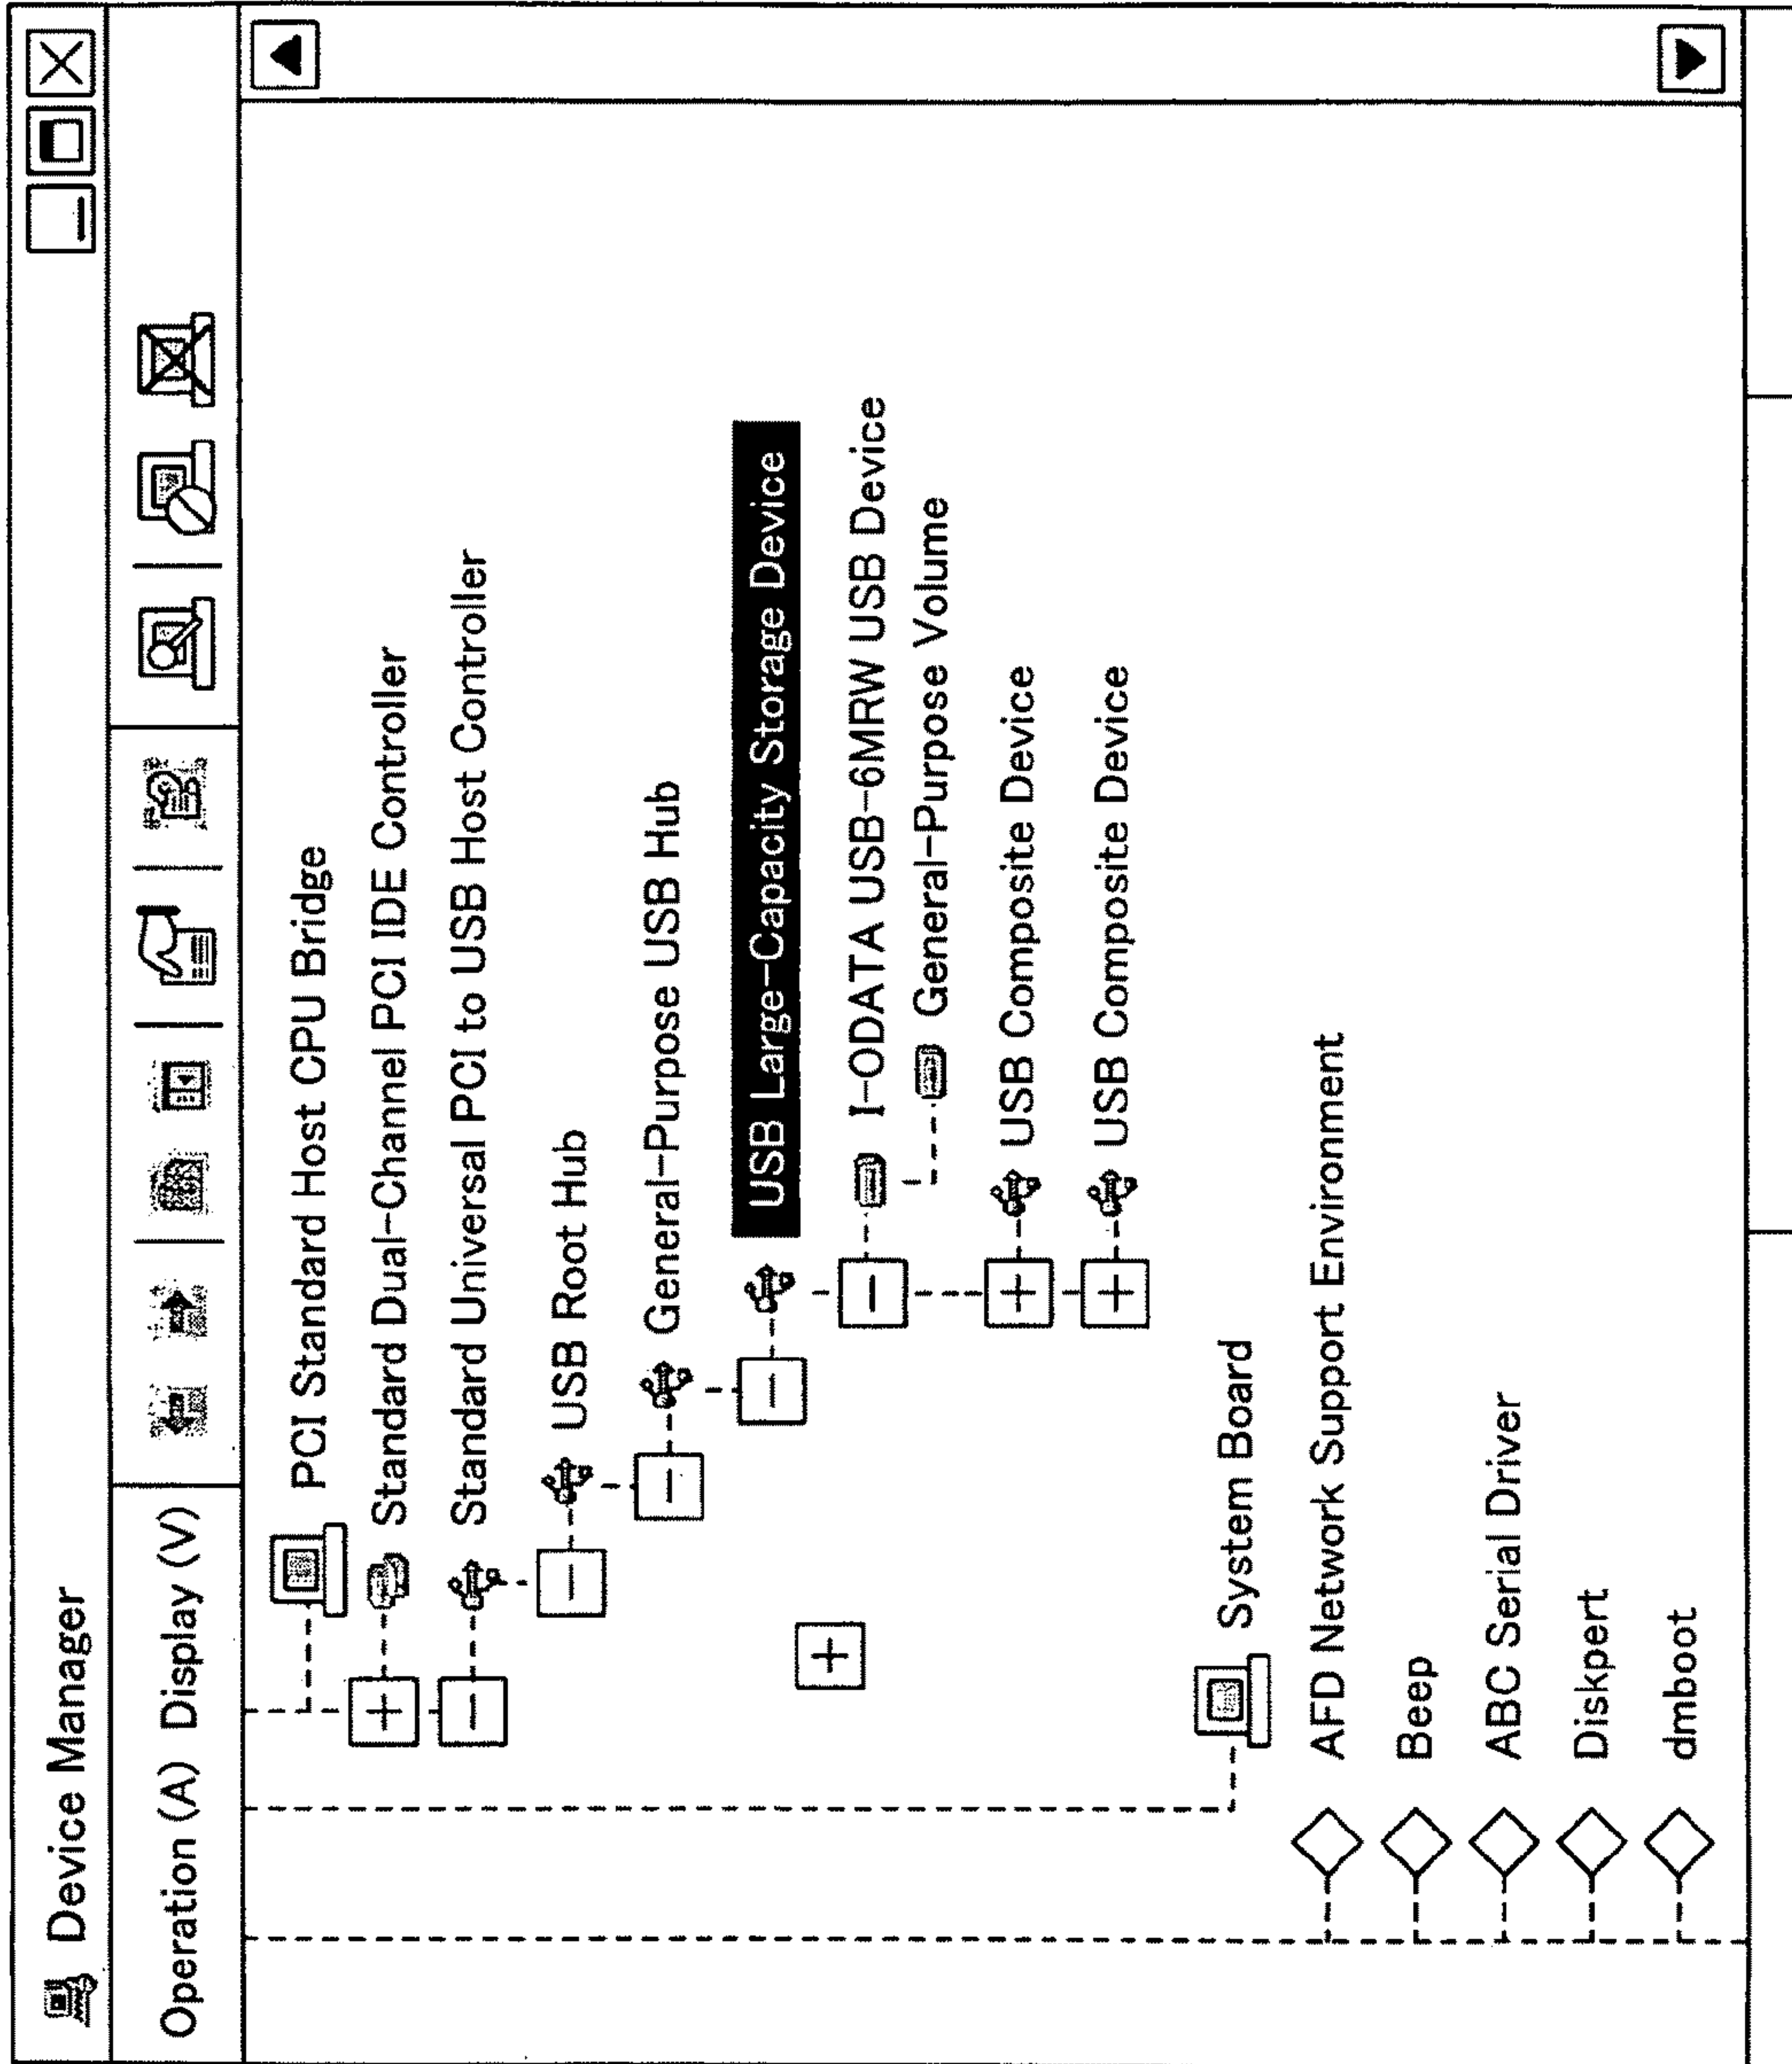 Device Manager
Operation (A) Display (V)
PCI Standard Host CPU Bridge
Standard Dual-Channel PCI IDE Controller
Standard Universal PCI to USB Host Controller
USB Root Hub
General-Purpose USB Hub
USB Large-Capacity Storage Device
I-ODATA USB-6MRW USB Device
General-Purpose Volume
USB Composite Device
USB Composite Device
System Board
AFD Network Support Environment
Beep
ABC Serial Driver
Diskpert
dmboot